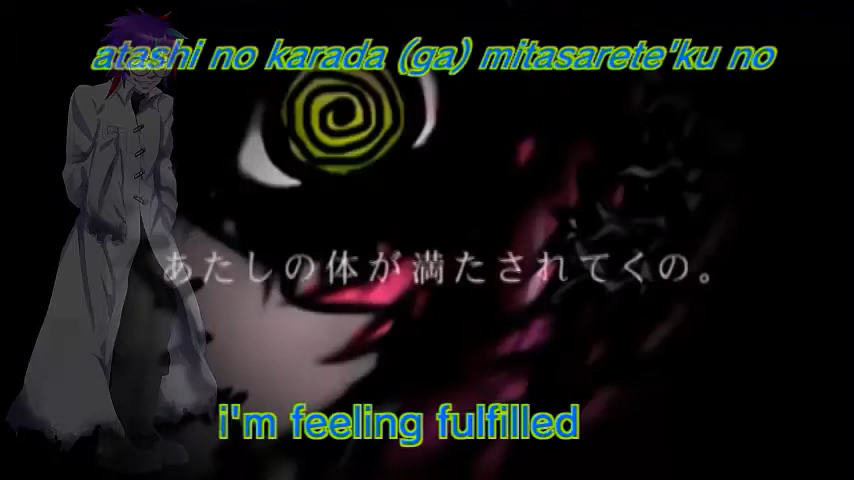 atashi no karada (ga) mitasarete'ku no
あたしの体が満たされてくの。
i'm feeling fulfilled